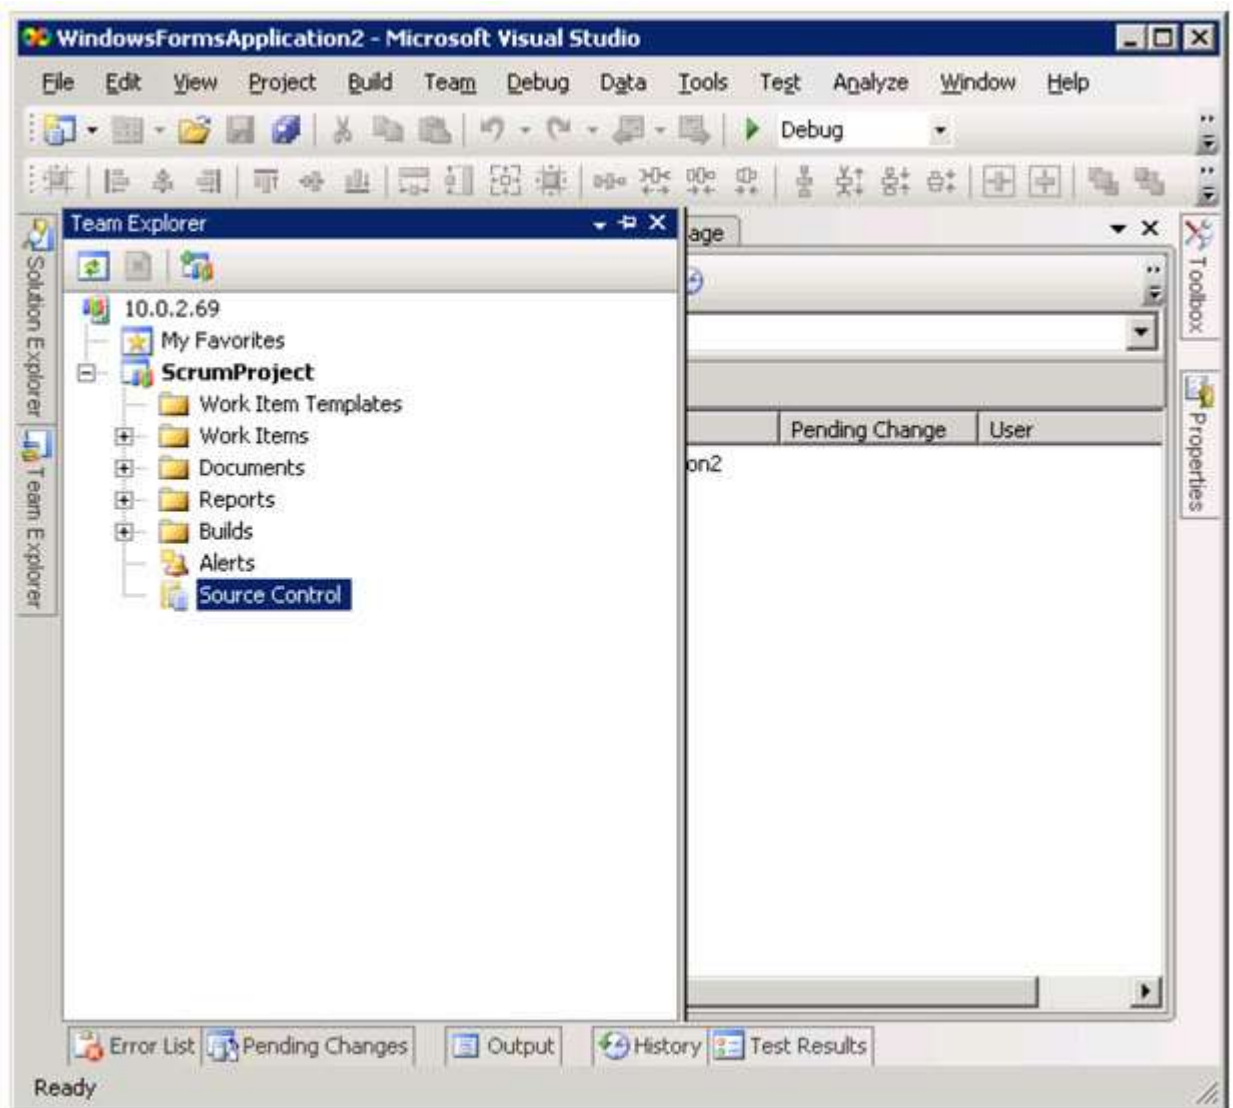 WindowsFormsApplication2 - Microsoft Visual Studio
File Edit View Project Build Team Debug Data Tools Test Analyze Window Help
Debug
Solution Explorer
Team Explorer
Team Explorer
10.0.2.69
My Favorites
ScrumProject
Work Item Templates
Work Items
Documents
Reports
Builds
Alerts
Source Control
age
Pending Change User
on2
Toolbox
Properties
Error List Pending Changes Output History Test Results
Ready